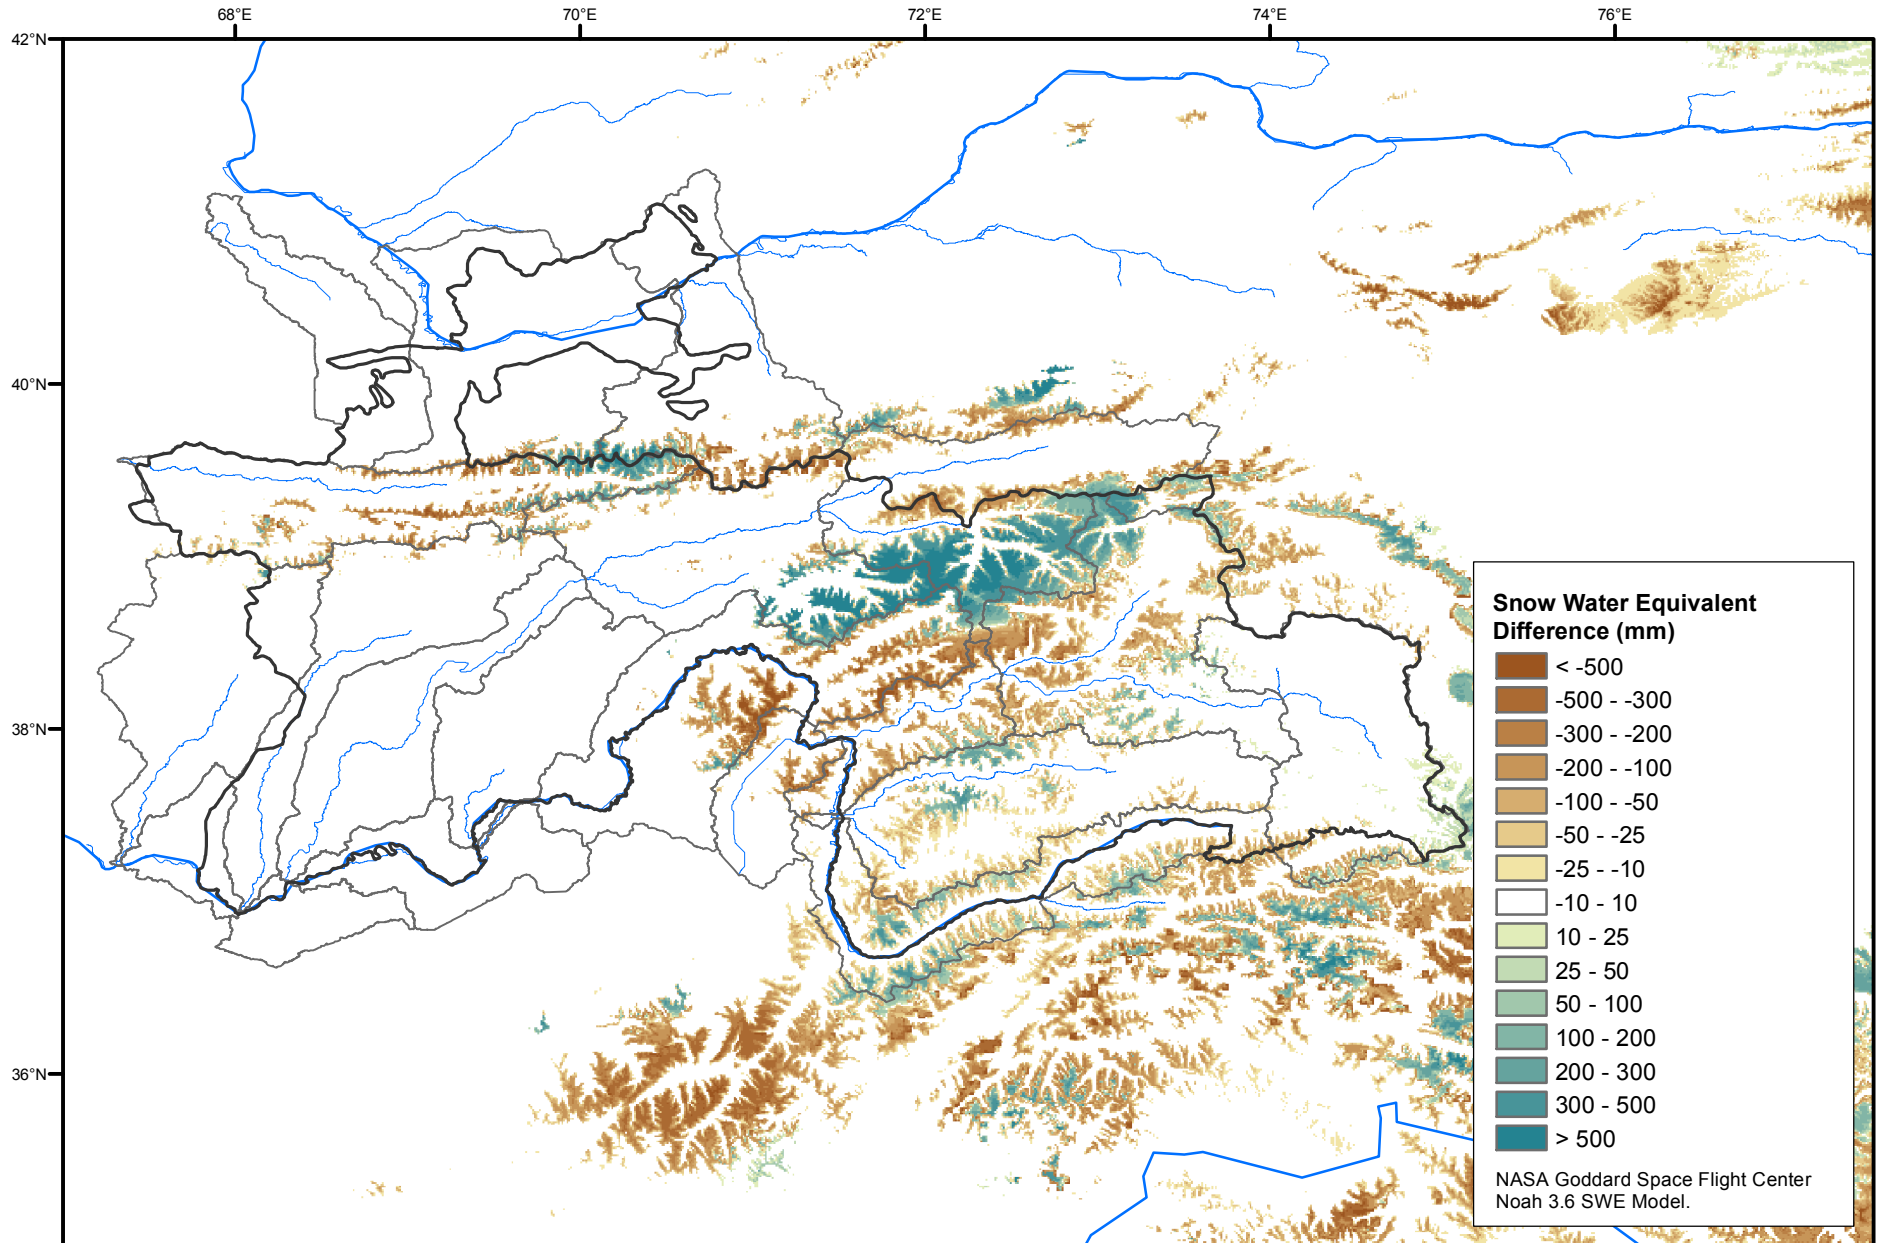 68°E
70°E
72°E
74°E
76°E
42°N
40°N
38°N
36°N
Snow Water Equivalent
Difference (mm)
< -500
-500 - -300
-300 - -200
-200 - -100
-100 - -50
-50 - -25
-25 - -10
-10 - 10
10 - 25
25 - 50
50 - 100
100 - 200
200 - 300
300 - 500
> 500
NASA Goddard Space Flight Center
Noah 3.6 SWE Model.